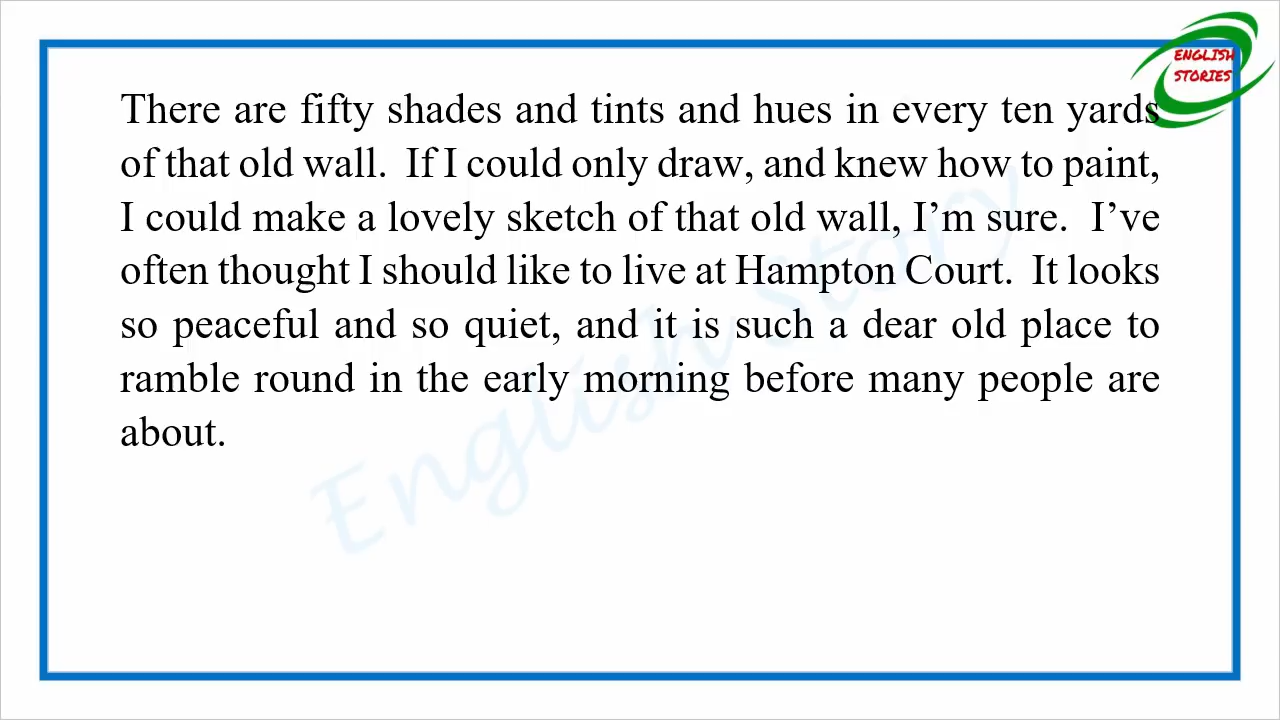 ENGLISH
STORIES
There are fifty shades and tints and hues in every ten yards
of that old wall.  If I could only draw, and knew how to paint,
I could make a lovely sketch of that old wall, I’m sure.  I’ve
often thought I should like to live at Hampton Court.  It looks
so peaceful and so quiet, and it is such a dear old place to
ramble round in the early morning before many people are
about.
English Story